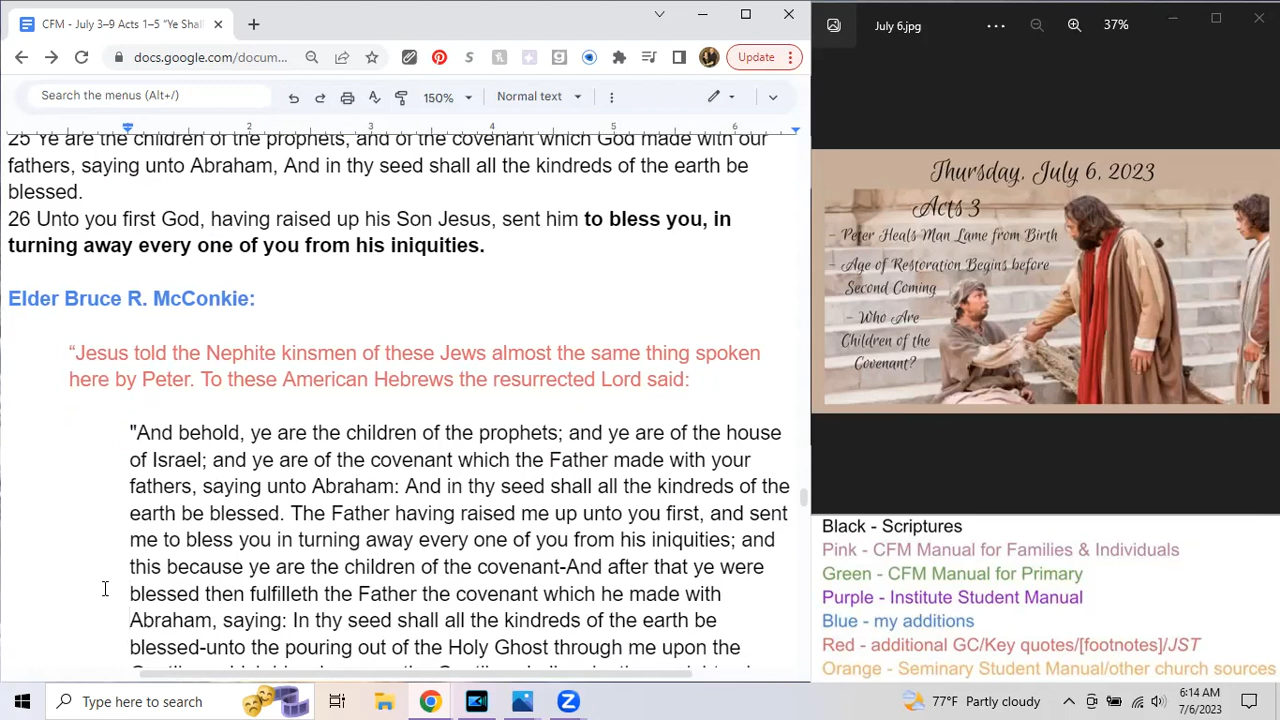 CFM - July 3–9 Acts 1–5 "Ye Shal
docs.google.com/docum...
Update
Search the menus (Alt+/)
150%
Normal text
2 3 4 5 6
25 Ye are the children of the prophets, and of the covenant which God made with our
fathers, saying unto Abraham, And in thy seed shall all the kindreds of the earth be
blessed.
26 Unto you first God, having raised up his Son Jesus, sent him to bless you, in
turning away every one of you from his iniquities.
Elder Bruce R. McConkie:
“Jesus told the Nephite kinsmen of these Jews almost the same thing spoken
here by Peter. To these American Hebrews the resurrected Lord said:
"And behold, ye are the children of the prophets; and ye are of the house
of Israel; and ye are of the covenant which the Father made with your
fathers, saying unto Abraham: And in thy seed shall all the kindreds of the
earth be blessed. The Father having raised me up unto you first, and sent
me to bless you in turning away every one of you from his iniquities; and
this because ye are the children of the covenant-And after that ye were
blessed then fulfilleth the Father the covenant which he made with
Abraham, saying: In thy seed shall all the kindreds of the earth be
blessed-unto the pouring out of the Holy Ghost through me upon the
July 6.jpg
37%
Thursday, July 6, 2023
Acts 3
- Peter Heals Man Lame from Birth
- Age of Restoration Begins before
Second Coming
- Who Are
Children of the
Covenant?
Black - Scriptures
Pink - CFM Manual for Families & Individuals
Green - CFM Manual for Primary
Purple - Institute Student Manual
Blue - my additions
Red - additional GC/Key quotes/[footnotes]/JST
Orange - Seminary Student Manual/other church sources
Type here to search
77°F Partly cloudy
6:14 AM
7/6/2023